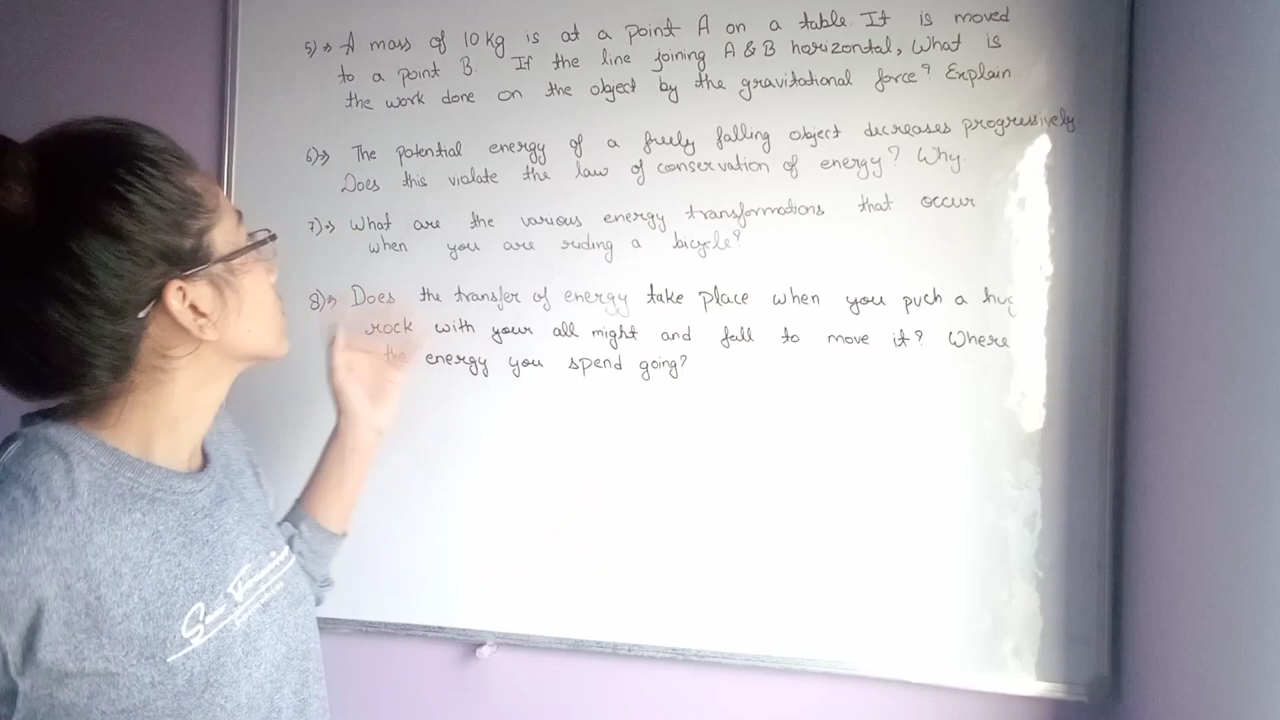 5)→ A mass of 10 kg is at a point A on a table. It is moved
to a point B. If the line joining A & B horizontal, What is
the work done on the object by the gravitational force? Explain
6)→ The potential energy of a freely falling object decreases progressively
Does this violate the law of conservation of energy? Why.
7)→ What are the various energy transformations that occur
when you are riding a bicycle?
8)→ Does the transfer of energy take place when you puch a hug
rock with your all might and fall to move it? Where
the energy you spend going?